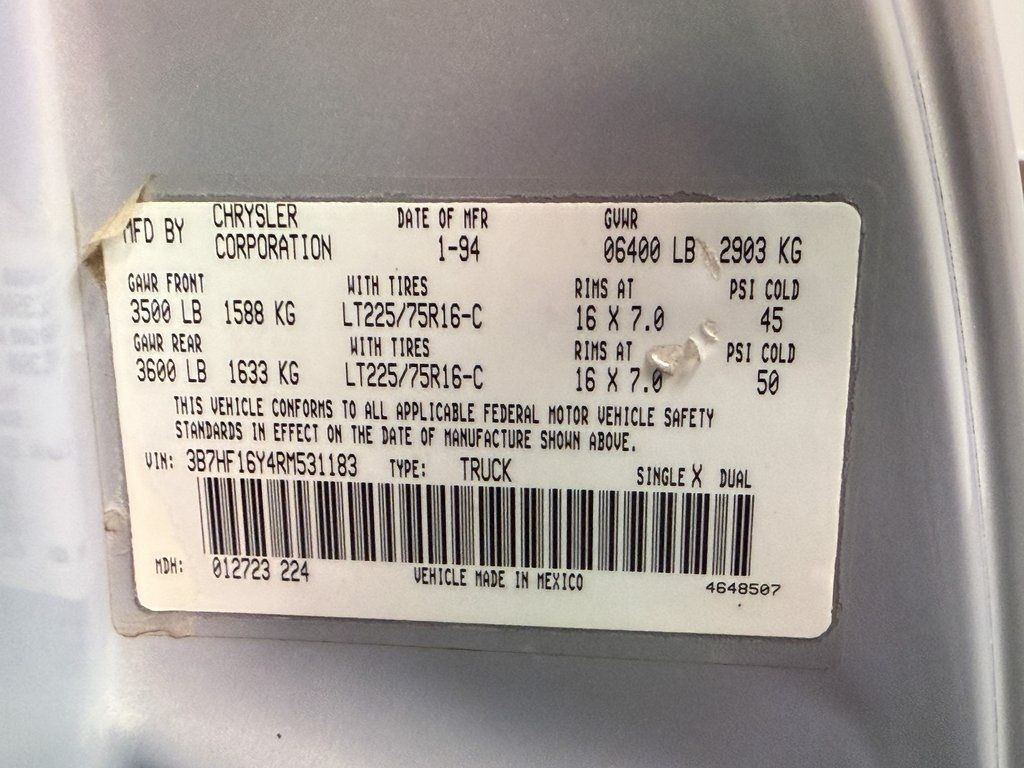 MFD BY CHRYSLER CORPORATION DATE OF MFR 1-94 GVWR 06400 LB 2903 KG
GAWR FRONT WITH TIRES RIMS AT PSI COLD
3500 LB 1588 KG LT225/75R16-C 16 X 7.0 45
GAWR REAR WITH TIRES RIMS AT PSI COLD
3600 LB 1633 KG LT225/75R16-C 16 X 7.0 50
THIS VEHICLE CONFORMS TO ALL APPLICABLE FEDERAL MOTOR VEHICLE SAFETY
STANDARDS IN EFFECT ON THE DATE OF MANUFACTURE SHOWN ABOVE.
VIN: 3B7HF16Y4RM531183 TYPE: TRUCK SINGLE X DUAL
MDH: 012723 224 VEHICLE MADE IN MEXICO 4648507